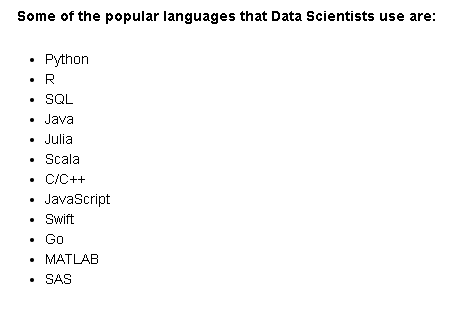 Some of the popular languages that Data Scientists use are:
• Python
• R
• SQL
• Java
• Julia
• Scala
• C/C++
• JavaScript
• Swift
• Go
• MATLAB
• SAS